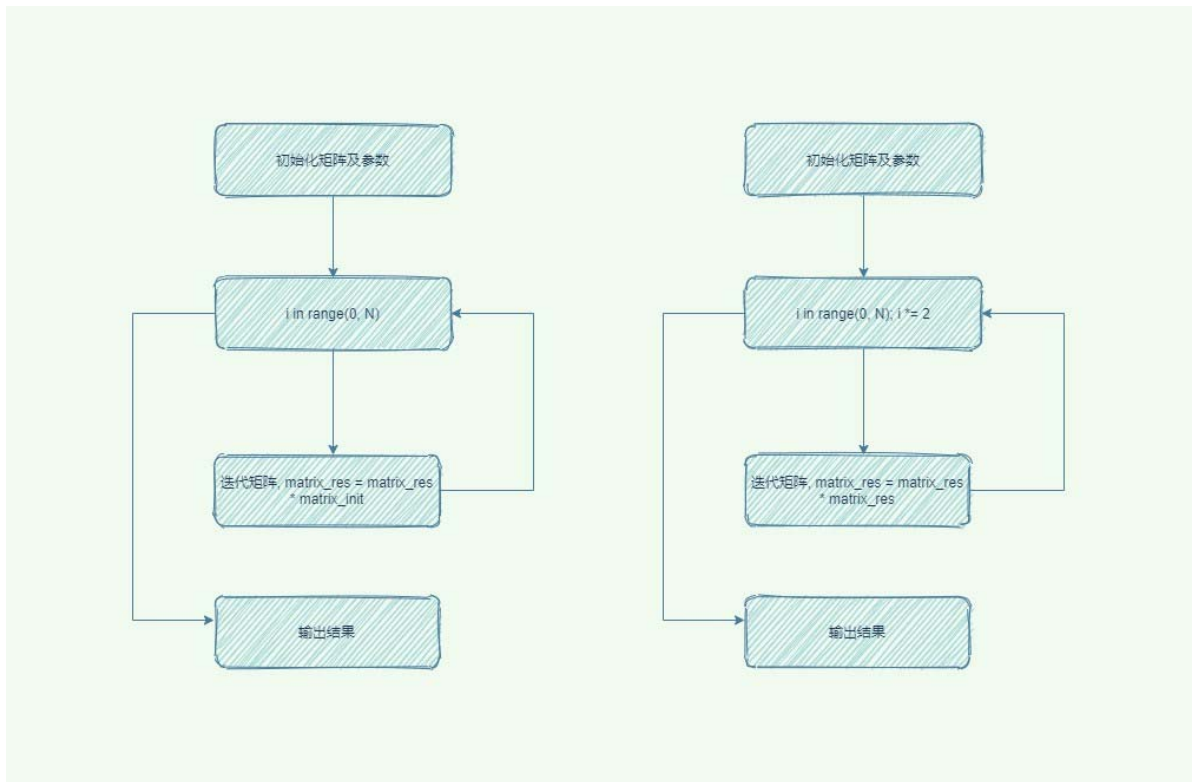 初始化矩阵及参数
i in range(0, N)
迭代矩阵, matrix_res = matrix_res
* matrix_init
输出结果
初始化矩阵及参数
i in range(0, N); i *= 2
迭代矩阵, matrix_res = matrix_res
* matrix_res
输出结果